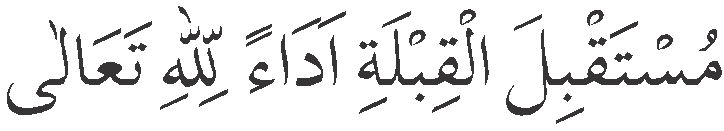 مُسْتَقْبِلَ الْقِبْلَةِ اَدَاءً لِلّٰهِ تَعَالٰى